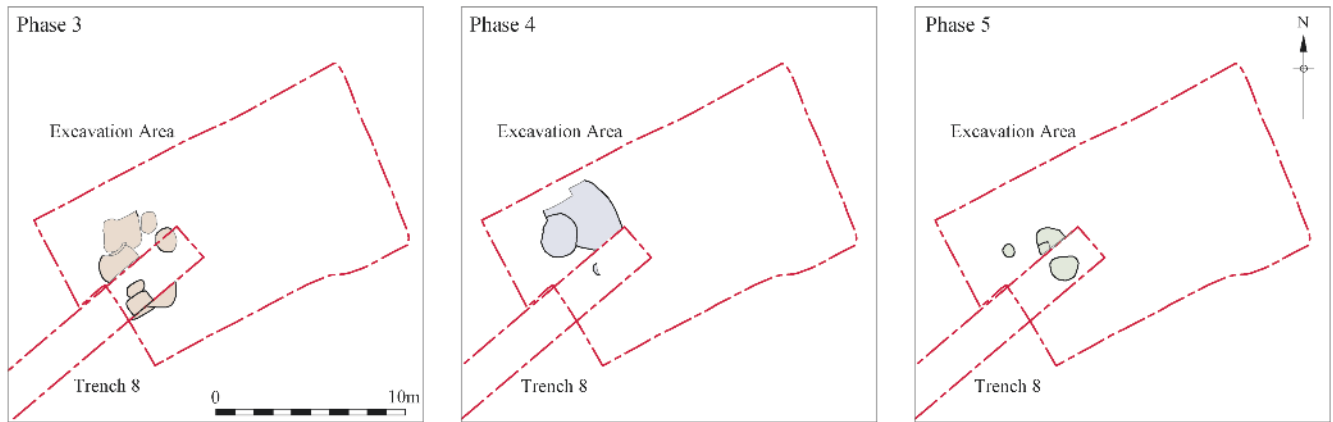 Phase 3
Excavation Area
Trench 8
0 10m
Phase 4
Excavation Area
Trench 8
Phase 5
N
Excavation Area
Trench 8